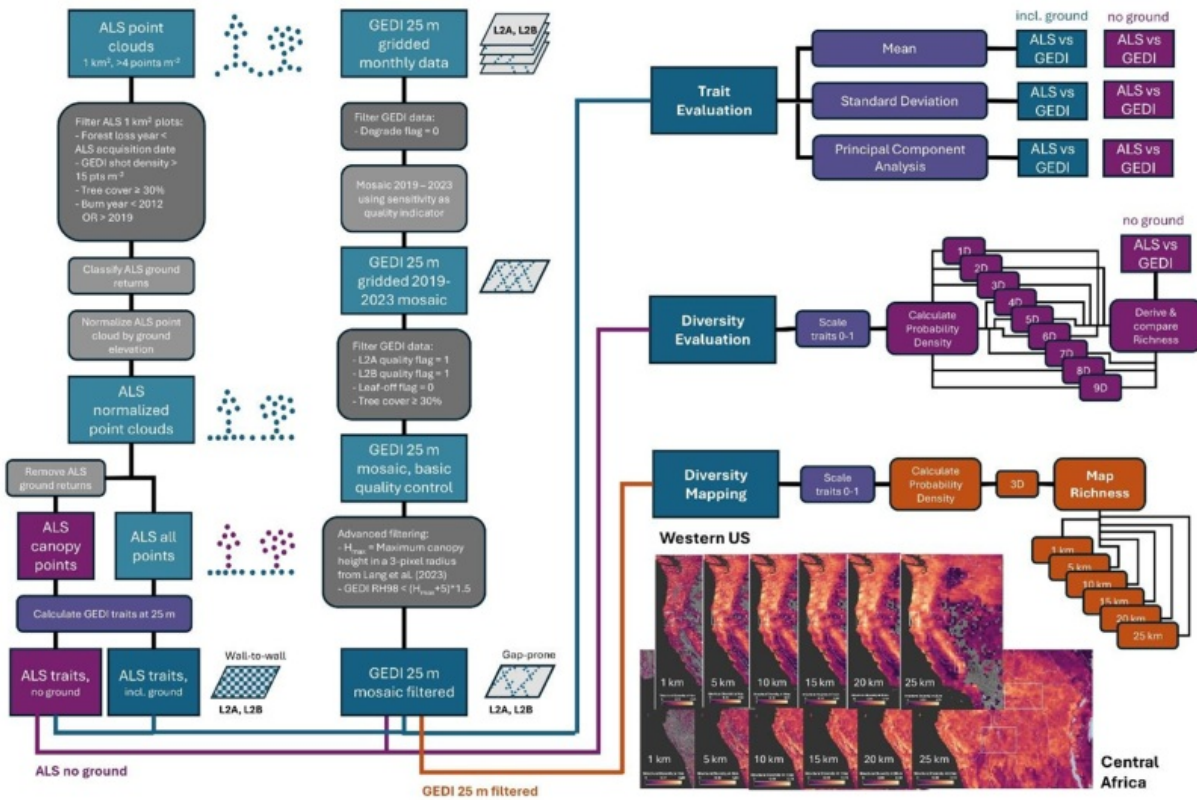 ALS point
clouds
1 km², >4 points m⁻²
Filter ALS 1 km² plots:
- Forest loss year <
ALS acquisition date
- GEDI shot density >
15 pts m⁻²
- Tree cover ≥ 30%
- Burn year < 2012
OR > 2019
Classify ALS ground
returns
Normalize ALS point
cloud by ground
elevation
ALS
normalized
point clouds
Remove ALS
ground returns
ALS
canopy
points
ALS all
points
Calculate GEDI traits at 25 m
ALS traits,
no ground
ALS traits,
incl. ground
Wall-to-wall
L2A, L2B
ALS no ground
GEDI 25 m
gridded
monthly data
L2A, L2B
Filter GEDI data:
- Degrade flag = 0
Mosaic 2019 – 2023
using sensitivity as
quality indicator
GEDI 25 m
gridded 2019-
2023 mosaic
Filter GEDI data:
- L2A quality flag = 1
- L2B quality flag = 1
- Leaf-off flag = 0
- Tree cover ≥ 30%
GEDI 25 m
mosaic, basic
quality control
Advanced filtering:
- Hmax = Maximum canopy
height in a 3-pixel radius
from Lang et al. (2023)
- GEDI RH98 < (Hmax+5)*1.5
GEDI 25 m
mosaic filtered
Gap-prone
L2A, L2B
GEDI 25 m filtered
Trait
Evaluation
Mean
Standard Deviation
Principal Component
Analysis
incl. ground
no ground
ALS vs
GEDI
ALS vs
GEDI
ALS vs
GEDI
ALS vs
GEDI
ALS vs
GEDI
ALS vs
GEDI
Diversity
Evaluation
Scale
traits 0-1
Calculate
Probability
Density
1D
2D
3D
4D
5D
6D
7D
8D
9D
no ground
ALS vs
GEDI
Derive &
compare
Richness
Diversity
Mapping
Scale
traits 0-1
Calculate
Probability
Density
3D
Map
Richness
1 km
5 km
10 km
15 km
20 km
25 km
Western US
1 km
5 km
10 km
15 km
20 km
25 km
1 km
5 km
10 km
15 km
20 km
25 km
Central
Africa